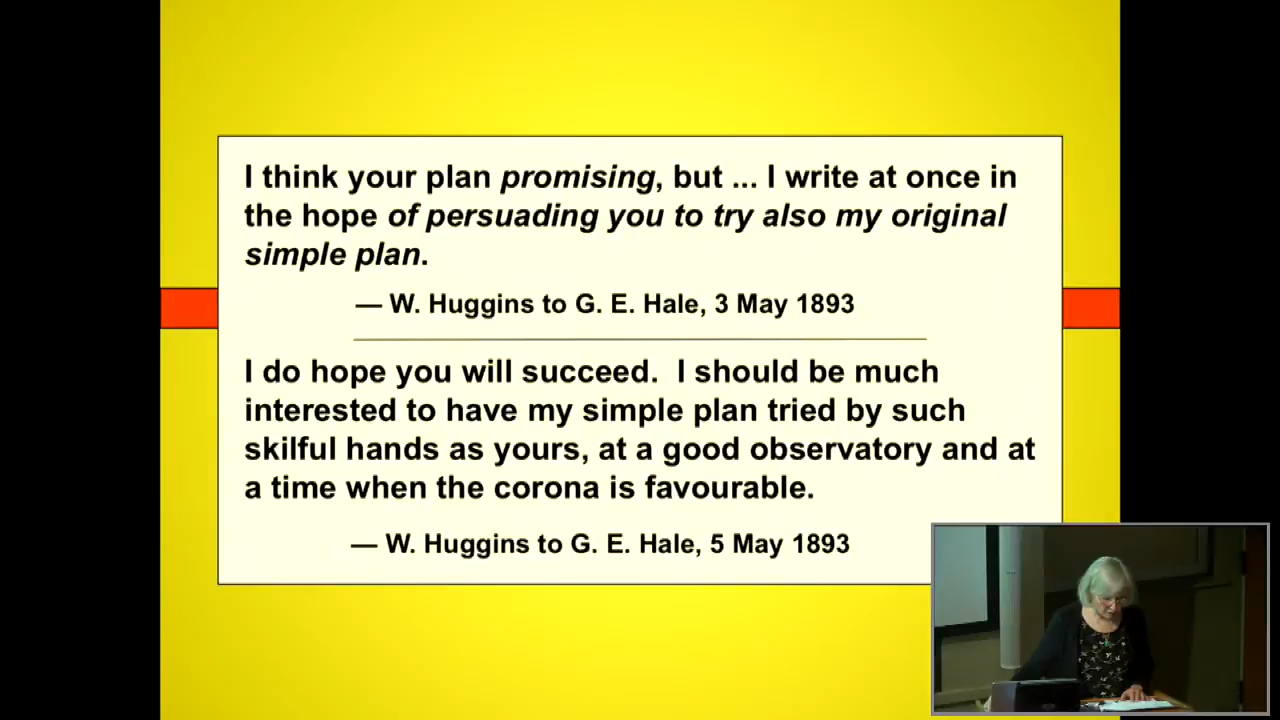 I think your plan promising, but ... I write at once in
the hope of persuading you to try also my original
simple plan.
— W. Huggins to G. E. Hale, 3 May 1893
I do hope you will succeed.  I should be much
interested to have my simple plan tried by such
skilful hands as yours, at a good observatory and at
a time when the corona is favourable.
— W. Huggins to G. E. Hale, 5 May 1893